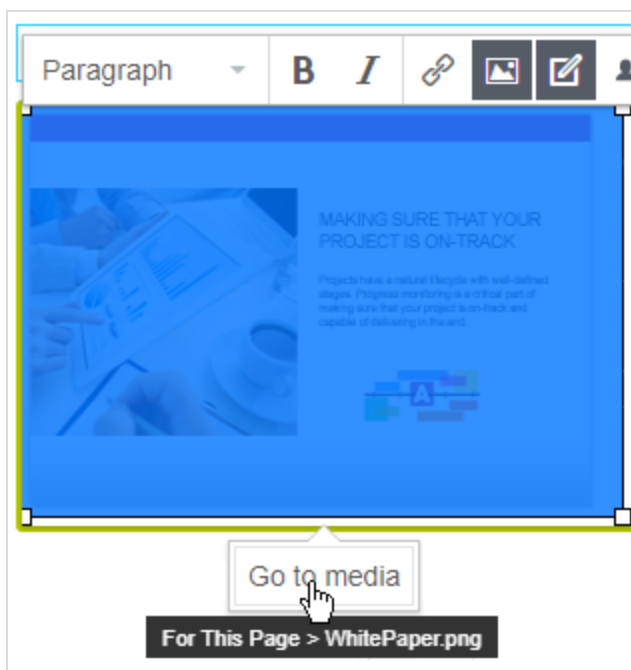 Paragraph
B
I
MAKING SURE THAT YOUR
PROJECT IS ON-TRACK
Projects have a natural lifecycle with well-defined
stages. Progress monitoring is a critical part of
making sure that your project is on-track and
capable of delivering in the end.
A
Go to media
For This Page > WhitePaper.png